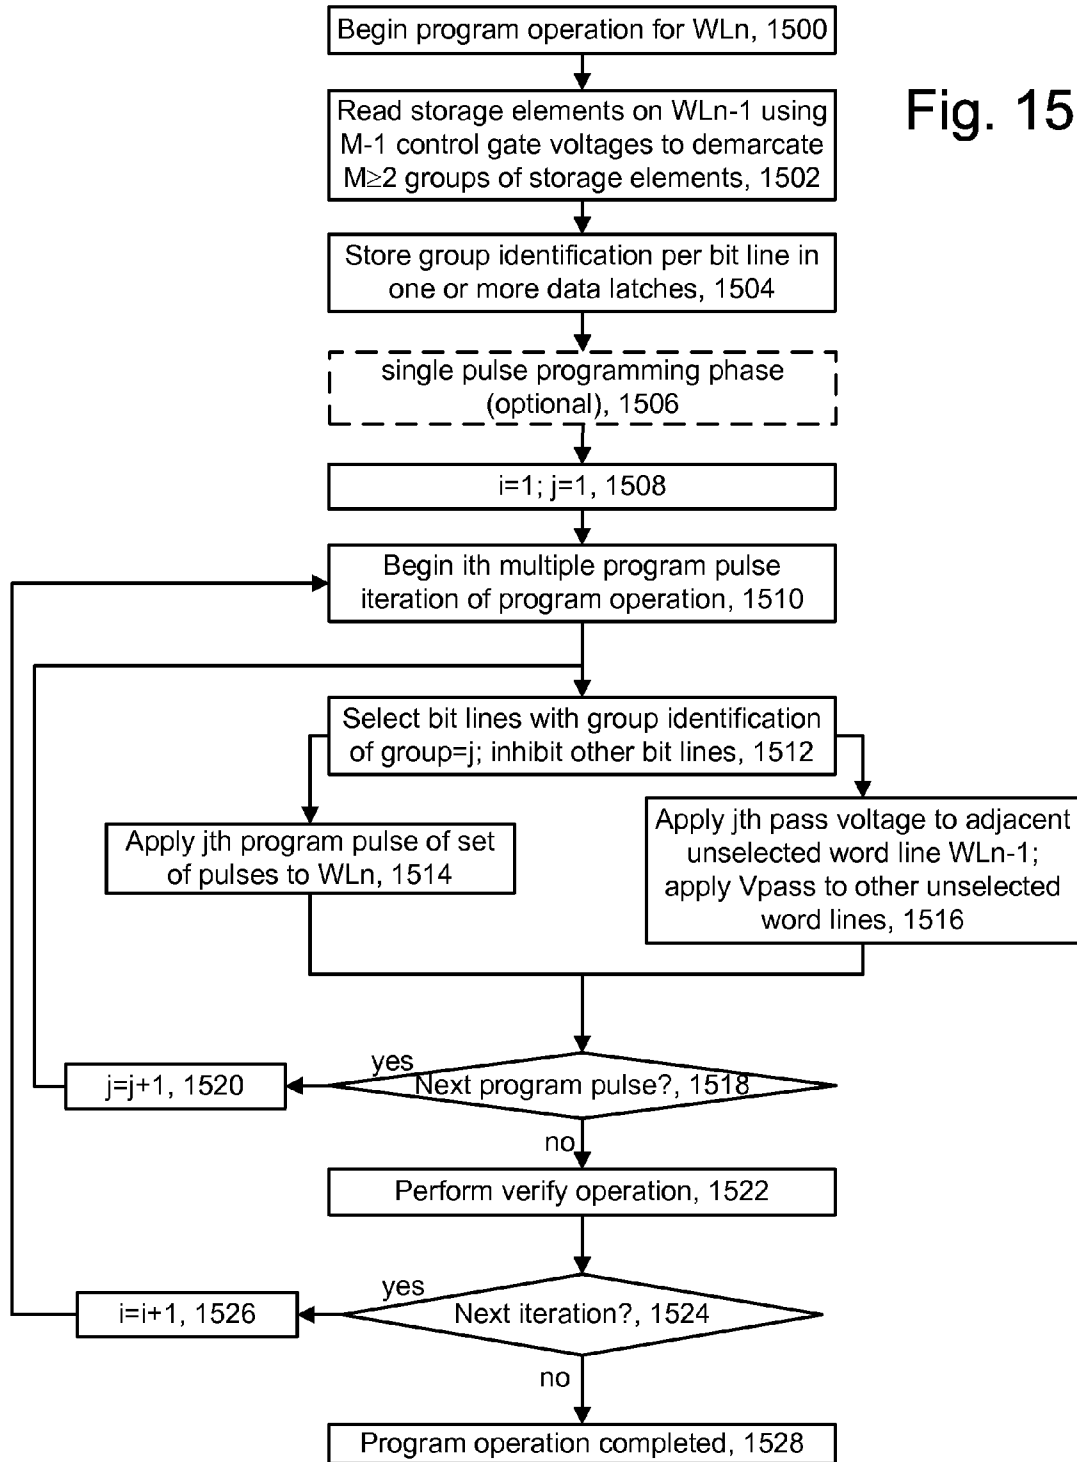 Begin program operation for WLn, 1500
Fig. 15
Read storage elements on WLn-1 using
M-1 control gate voltages to demarcate
M≥2 groups of storage elements, 1502
Store group identification per bit line in
one or more data latches, 1504
single pulse programming phase
(optional), 1506
i=1; j=1, 1508
Begin ith multiple program pulse
iteration of program operation, 1510
Select bit lines with group identification
of group=j; inhibit other bit lines, 1512
Apply jth program pulse of set
of pulses to WLn, 1514
Apply jth pass voltage to adjacent
unselected word line WLn-1;
apply Vpass to other unselected
word lines, 1516
yes
j=j+1, 1520
Next program pulse?, 1518
no
Perform verify operation, 1522
yes
i=i+1, 1526
Next iteration?, 1524
no
Program operation completed, 1528